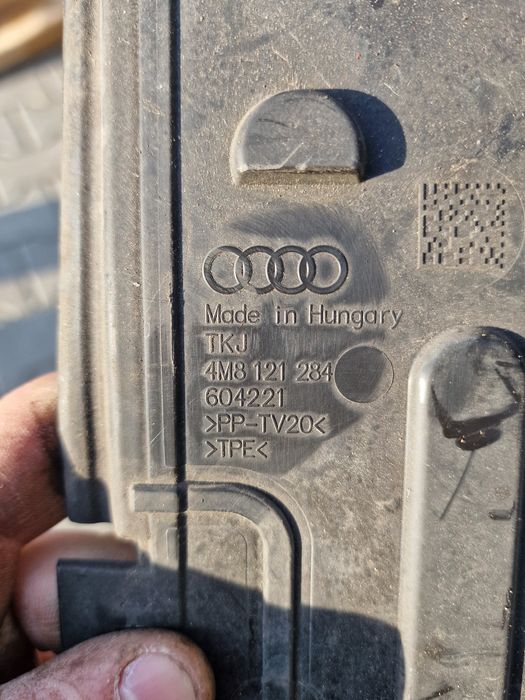 Made in Hungary
TKJ
4M8 121 284
604221
>PP-TV20<
>TPE<